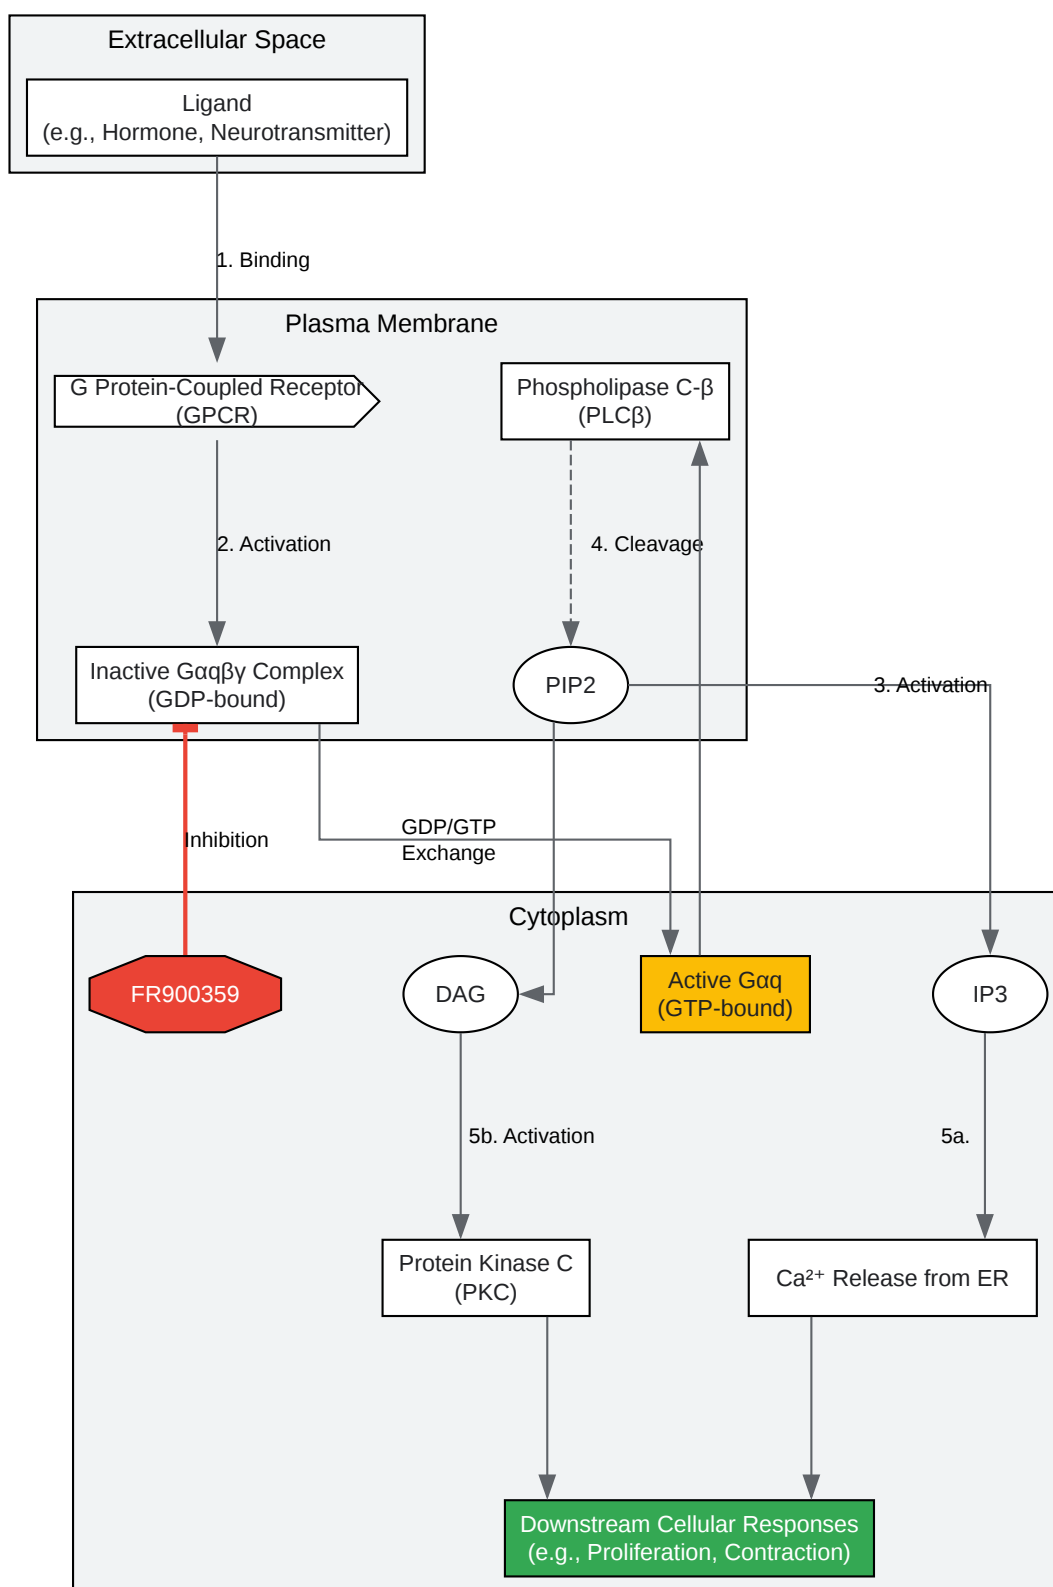 Extracellular Space
Ligand
(e.g., Hormone, Neurotransmitter)
1. Binding
Plasma Membrane
G Protein-Coupled Receptor
(GPCR)
Phospholipase C-β
(PLCβ)
2. Activation
4. Cleavage
Inactive Gαqβγ Complex
(GDP-bound)
PIP2
3. Activation
Inhibition
GDP/GTP
Exchange
Cytoplasm
FR900359
DAG
Active Gαq
(GTP-bound)
IP3
5b. Activation
5a.
Protein Kinase C
(PKC)
Ca²⁺ Release from ER
Downstream Cellular Responses
(e.g., Proliferation, Contraction)